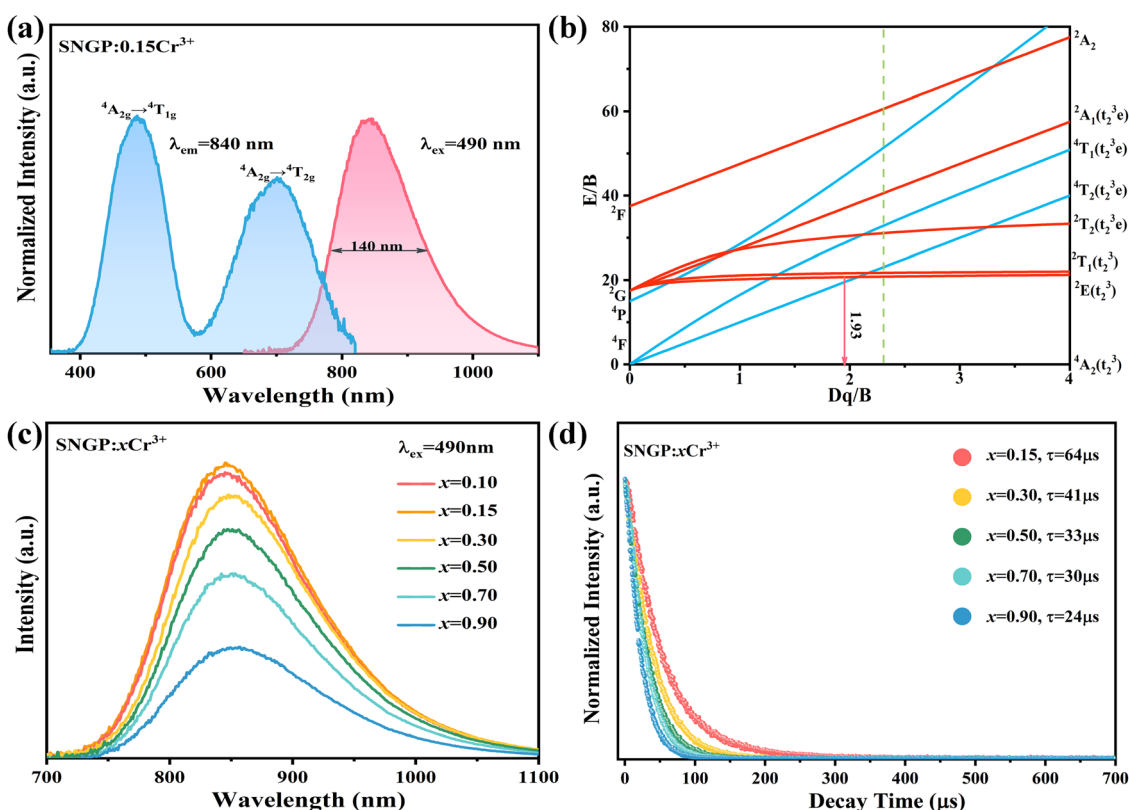 (a)
SNGP:0.15Cr³⁺
⁴A₂g→⁴T₁g
λem=840 nm
⁴A₂g→⁴T₂g
λex=490 nm
140 nm
Normalized Intensity (a.u.)
400 600 800 1000
Wavelength (nm)
(b)
80
60
40
20
0
E/B
²F
²G
⁴P
⁴F
1.93
²A₂
²A₁(t₂³e)
⁴T₁(t₂³e)
⁴T₂(t₂³e)
²T₂(t₂³e)
²T₁(t₂³)
²E(t₂³)
⁴A₂(t₂³)
0 1 2 3 4
Dq/B
(c)
SNGP:xCr³⁺
λex=490nm
x=0.10
x=0.15
x=0.30
x=0.50
x=0.70
x=0.90
Intensity (a.u.)
700 800 900 1000 1100
Wavelength (nm)
(d)
SNGP:xCr³⁺
x=0.15, τ=64μs
x=0.30, τ=41μs
x=0.50, τ=33μs
x=0.70, τ=30μs
x=0.90, τ=24μs
Normalized Intensity (a.u.)
0 100 200 300 400 500 600 700
Decay Time (μs)